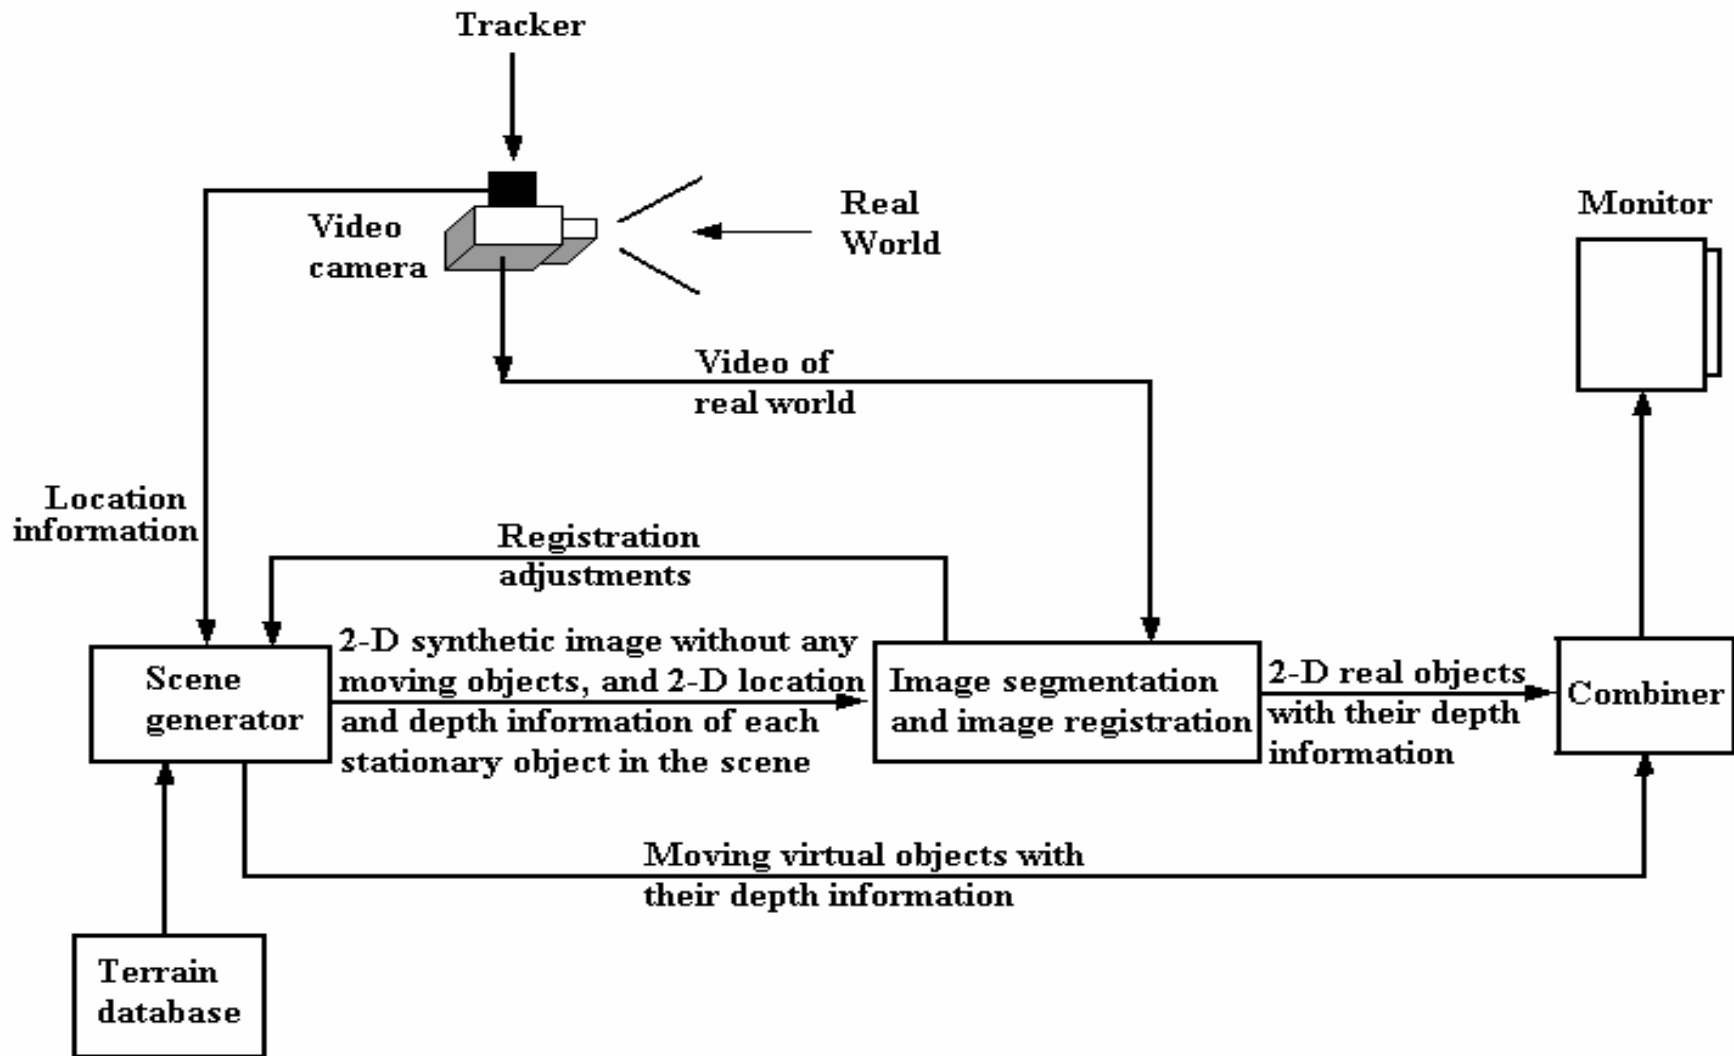 Tracker
Video
camera
Real
World
Monitor
Video of
real world
Location
information
Registration
adjustments
Scene
generator
2-D synthetic image without any
moving objects, and 2-D location
and depth information of each
stationary object in the scene
Image segmentation
and image registration
2-D real objects
with their depth
information
Combiner
Moving virtual objects with
their depth information
Terrain
database